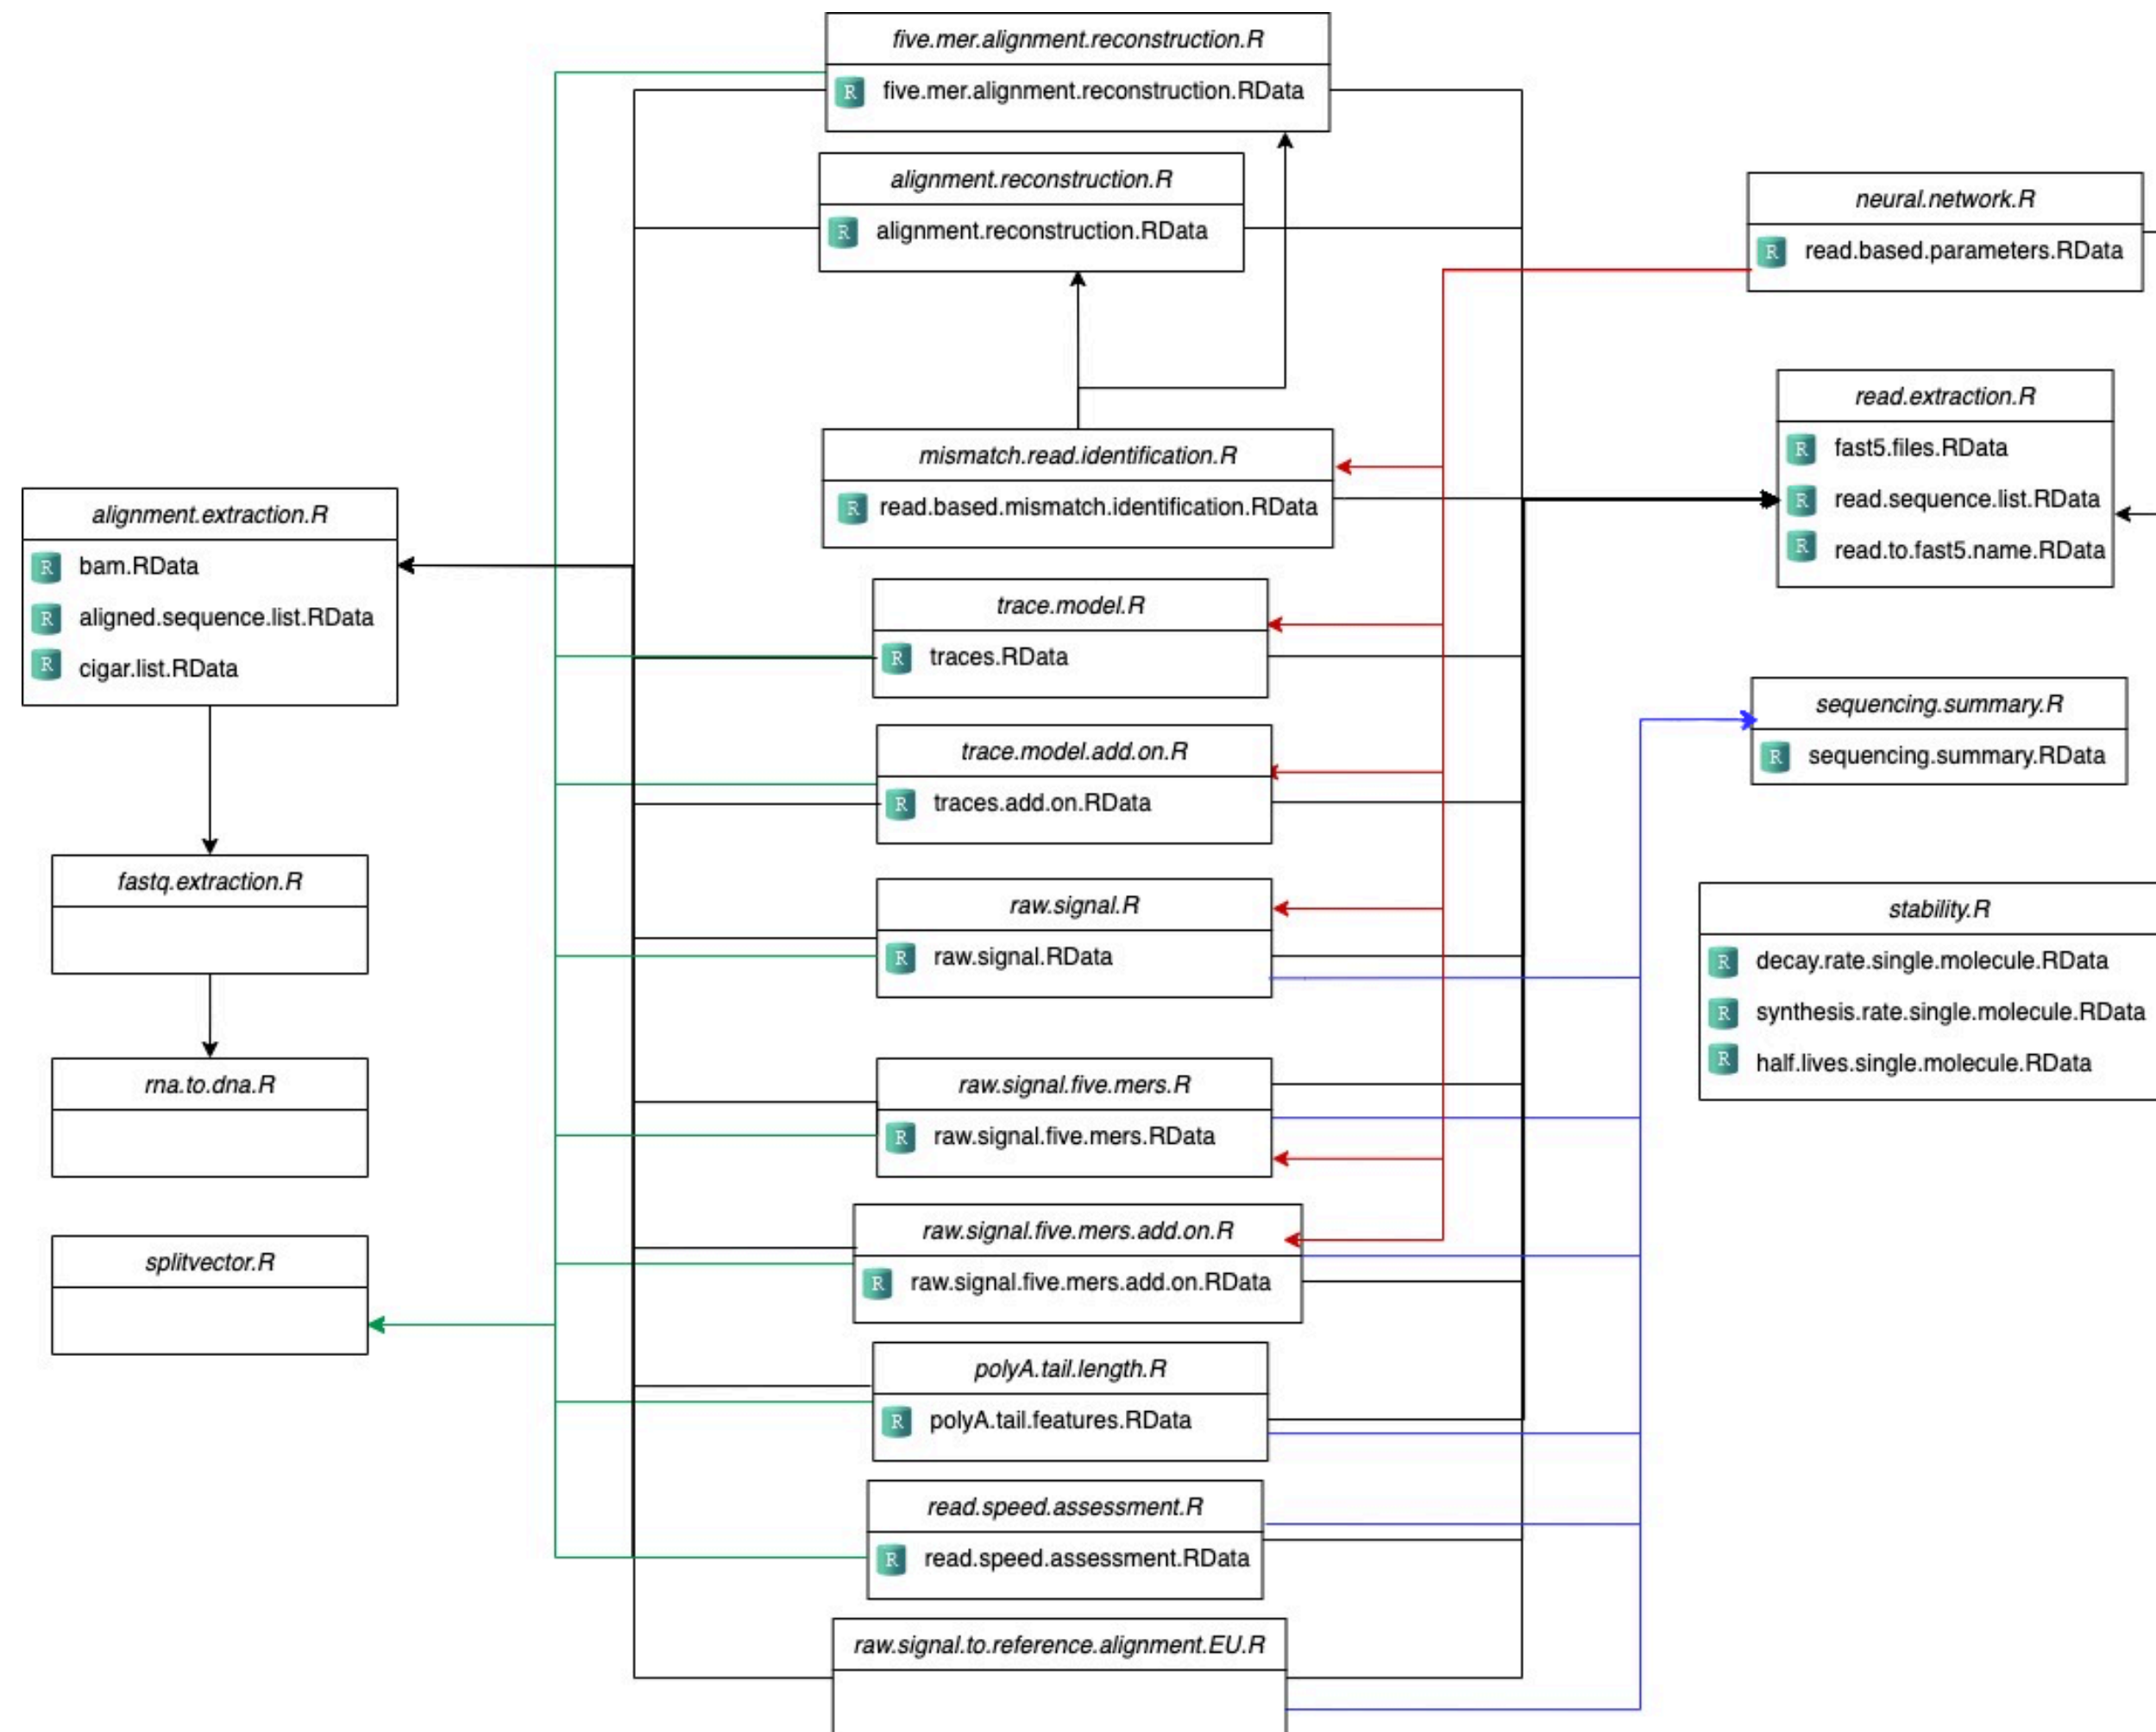 five.mer.alignment.reconstruction.R
R five.mer.alignment.reconstruction.RData
alignment.reconstruction.R
R alignment.reconstruction.RData
neural.network.R
R read.based.parameters.RData
read.extraction.R
R fast5.files.RData
R read.sequence.list.RData
R read.to.fast5.name.RData
mismatch.read.identification.R
R read.based.mismatch.identification.RData
alignment.extraction.R
R bam.RData
R aligned.sequence.list.RData
R cigar.list.RData
trace.model.R
R traces.RData
sequencing.summary.R
R sequencing.summary.RData
trace.model.add.on.R
R traces.add.on.RData
fastq.extraction.R
raw.signal.R
R raw.signal.RData
stability.R
R decay.rate.single.molecule.RData
R synthesis.rate.single.molecule.RData
R half.lives.single.molecule.RData
rna.to.dna.R
raw.signal.five.mers.R
R raw.signal.five.mers.RData
splitvector.R
raw.signal.five.mers.add.on.R
R raw.signal.five.mers.add.on.RData
polyA.tail.length.R
R polyA.tail.features.RData
read.speed.assessment.R
R read.speed.assessment.RData
raw.signal.to.reference.alignment.EU.R